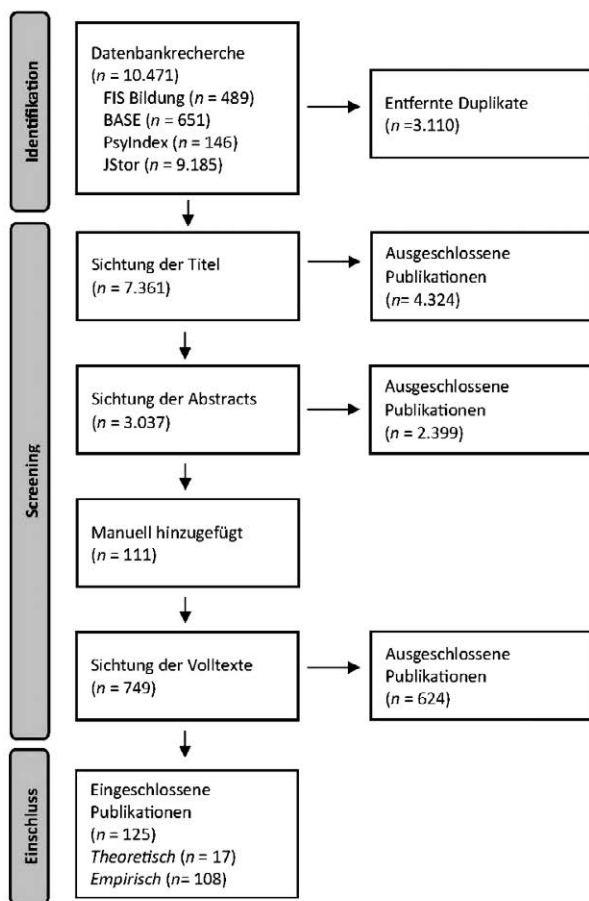 Identifikation
Datenbankrecherche
(n = 10.471)
FIS Bildung (n = 489)
BASE (n = 651)
PsyIndex (n = 146)
JStor (n = 9.185)
Entfernte Duplikate
(n =3.110)
Screening
Sichtung der Titel
(n = 7.361)
Ausgeschlossene
Publikationen
(n= 4.324)
Sichtung der Abstracts
(n = 3.037)
Ausgeschlossene
Publikationen
(n = 2.399)
Manuell hinzugefügt
(n = 111)
Sichtung der Volltexte
(n = 749)
Ausgeschlossene
Publikationen
(n = 624)
Einschluss
Eingeschlossene
Publikationen
(n = 125)
Theoretisch (n = 17)
Empirisch (n= 108)